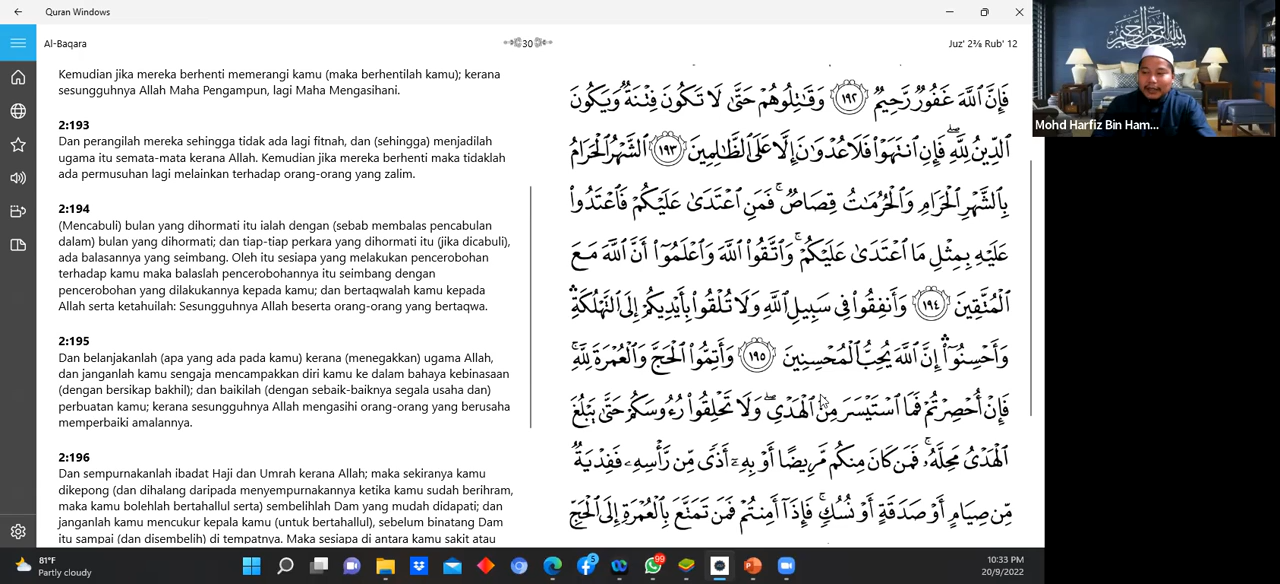 Quran Windows
Al-Baqara
30
Juz' 2⅜ Rub' 12
Kemudian jika mereka berhenti memerangi kamu (maka berhentilah kamu); kerana
sesungguhnya Allah Maha Pengampun, lagi Maha Mengasihani.
2:193
Dan perangilah mereka sehingga tidak ada lagi fitnah, dan (sehingga) menjadilah
ugama itu semata-mata kerana Allah. Kemudian jika mereka berhenti maka tidaklah
ada permusuhan lagi melainkan terhadap orang-orang yang zalim.
2:194
(Mencabuli) bulan yang dihormati itu ialah dengan (sebab membalas pencabulan
dalam) bulan yang dihormati; dan tiap-tiap perkara yang dihormati itu (jika dicabuli),
ada balasannya yang seimbang. Oleh itu sesiapa yang melakukan pencerobohan
terhadap kamu maka balaslah pencerobohannya itu seimbang dengan
pencerobohan yang dilakukannya kepada kamu; dan bertaqwalah kamu kepada
Allah serta ketahuilah: Sesungguhnya Allah beserta orang-orang yang bertaqwa.
2:195
Dan belanjakanlah (apa yang ada pada kamu) kerana (menegakkan) ugama Allah,
dan janganlah kamu sengaja mencampakkan diri kamu ke dalam bahaya kebinasaan
(dengan bersikap bakhil); dan baikilah (dengan sebaik-baiknya segala usaha dan)
perbuatan kamu; kerana sesungguhnya Allah mengasihi orang-orang yang berusaha
memperbaiki amalannya.
2:196
Dan sempurnakanlah ibadat Haji dan Umrah kerana Allah; maka sekiranya kamu
dikepong (dan dihalang daripada menyempurnakannya ketika kamu sudah berihram,
maka kamu bolehlah bertahallul serta) sembelihlah Dam yang mudah didapati; dan
janganlah kamu mencukur kepala kamu (untuk bertahallul), sebelum binatang Dam
itu sampai (dan disembelih) di tempatnya. Maka sesiapa di antara kamu sakit atau
فَإِنَّ ٱللَّهَ غَفُورٌ رَّحِيمٌ ١٩٢ وَقَٰتِلُوهُمْ حَتَّىٰ لَا تَكُونَ فِتْنَةٌ وَيَكُونَ
ٱلدِّينُ لِلَّهِۖ فَإِنِ ٱنتَهَوْا۟ فَلَا عُدْوَٰنَ إِلَّا عَلَى ٱلظَّٰلِمِينَ ١٩٣ ٱلشَّهْرُ ٱلْحَرَامُ
بِٱلشَّهْرِ ٱلْحَرَامِ وَٱلْحُرُمَٰتُ قِصَاصٌۚ فَمَنِ ٱعْتَدَىٰ عَلَيْكُمْ فَٱعْتَدُوا۟
عَلَيْهِ بِمِثْلِ مَا ٱعْتَدَىٰ عَلَيْكُمْۚ وَٱتَّقُوا۟ ٱللَّهَ وَٱعْلَمُوٓا۟ أَنَّ ٱللَّهَ مَعَ
ٱلْمُتَّقِينَ ١٩٤ وَأَنفِقُوا۟ فِى سَبِيلِ ٱللَّهِ وَلَا تُلْقُوا۟ بِأَيْدِيكُمْ إِلَى ٱلتَّهْلُكَةِۛ
وَأَحْسِنُوٓا۟ۛ إِنَّ ٱللَّهَ يُحِبُّ ٱلْمُحْسِنِينَ ١٩٥ وَأَتِمُّوا۟ ٱلْحَجَّ وَٱلْعُمْرَةَ لِلَّهِۚ
فَإِنْ أُحْصِرْتُمْ فَمَا ٱسْتَيْسَرَ مِنَ ٱلْهَدْىِۖ وَلَا تَحْلِقُوا۟ رُءُوسَكُمْ حَتَّىٰ يَبْلُغَ
ٱلْهَدْىُ مَحِلَّهُۥۚ فَمَن كَانَ مِنكُم مَّرِيضًا أَوْ بِهِۦٓ أَذًى مِّن رَّأْسِهِۦ فَفِدْيَةٌ
مِّن صِيَامٍ أَوْ صَدَقَةٍ أَوْ نُسُكٍۚ فَإِذَآ أَمِنتُمْ فَمَن تَمَتَّعَ بِٱلْعُمْرَةِ إِلَى ٱلْحَجِّ
Mohd Harfiz Bin Ham...
81°F
Partly cloudy
5
99
10:33 PM
20/9/2022